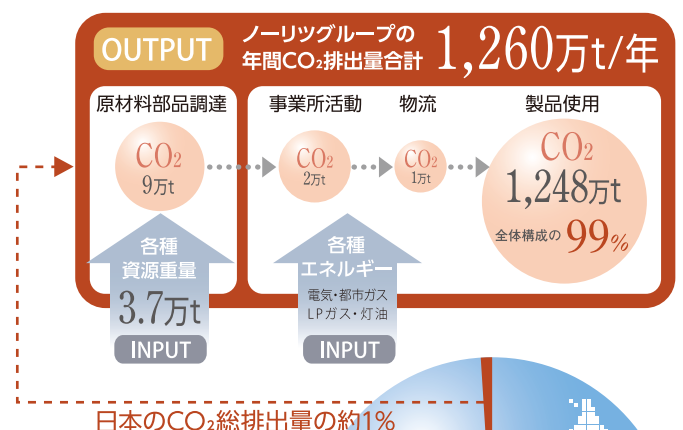 OUTPUT
ノーリツグループの
年間CO₂排出量合計
1,260万t/年
原材料部品調達
事業所活動
物流
製品使用
CO₂
9万t
CO₂
2万t
CO₂
1万t
CO₂
1,248万t
全体構成の99%
各種
資源重量
3.7万t
INPUT
各種
エネルギー
電気・都市ガス
LPガス・灯油
INPUT
日本のCO₂総排出量の約1%